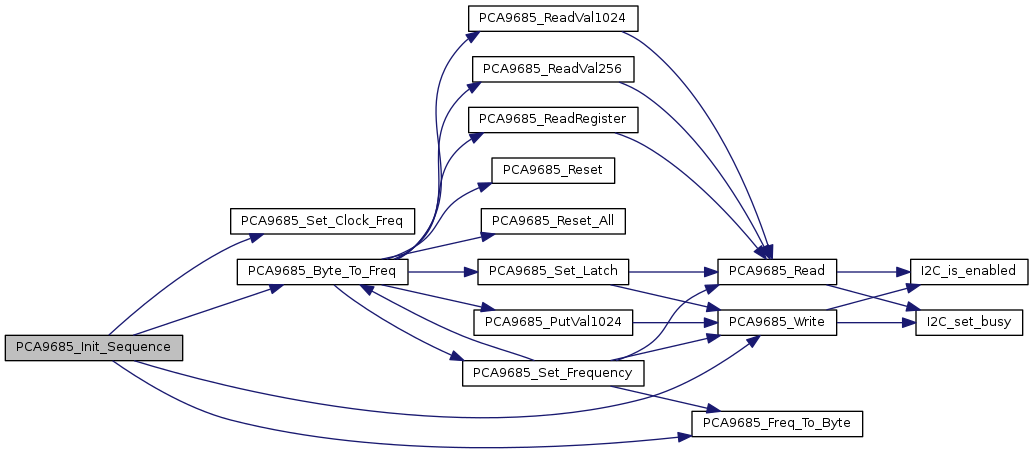 PCA9685_ReadVal1024
PCA9685_ReadVal256
PCA9685_ReadRegister
PCA9685_Reset
PCA9685_Set_Clock_Freq
PCA9685_Reset_All
PCA9685_Byte_To_Freq
PCA9685_Set_Latch
PCA9685_Read
I2C_is_enabled
PCA9685_PutVal1024
PCA9685_Write
I2C_set_busy
PCA9685_Init_Sequence
PCA9685_Set_Frequency
PCA9685_Freq_To_Byte